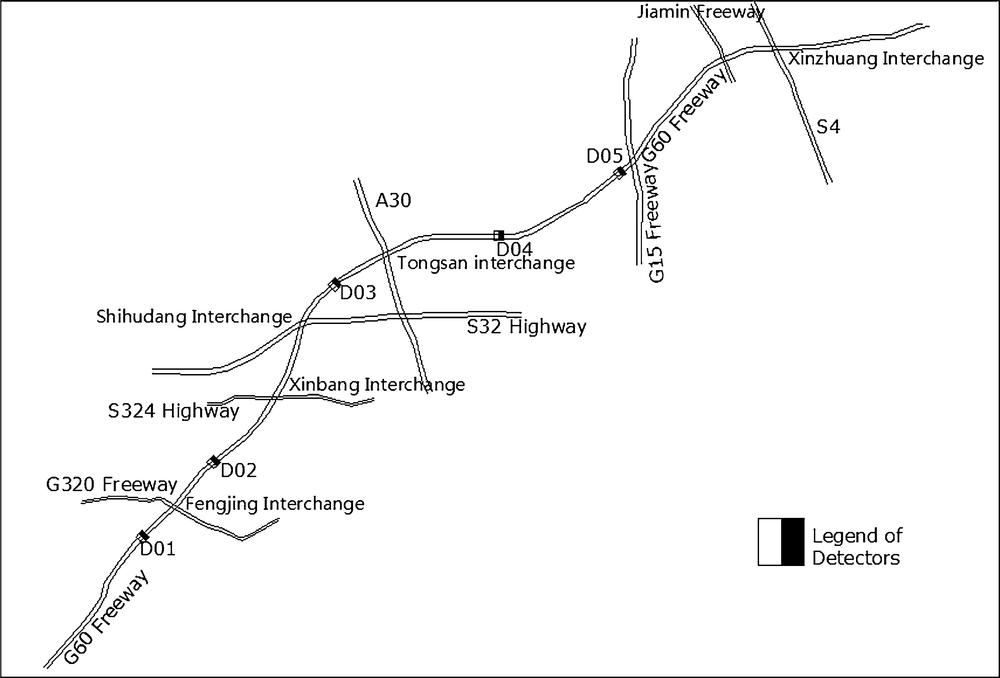 Jiamin Freeway
Xinzhuang Interchange
G60 Freeway
S4
D05
G15 Freeway
A30
D04
Tongsan interchange
D03
Shihudang Interchange
S32 Highway
Xinbang Interchange
S324 Highway
D02
G320 Freeway
Fengjing Interchange
D01
G60 Freeway
Legend of
Detectors